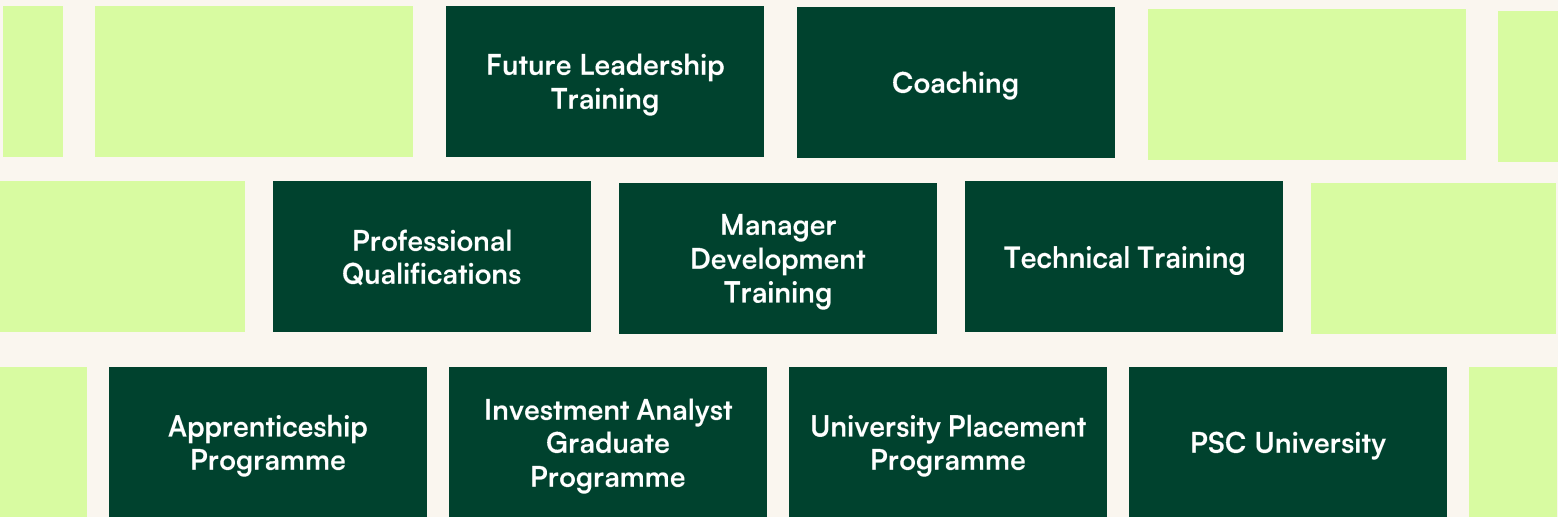 Future Leadership
Training
Coaching
Professional
Qualifications
Manager
Development
Training
Technical Training
Apprenticeship
Programme
Investment Analyst
Graduate
Programme
University Placement
Programme
PSC University